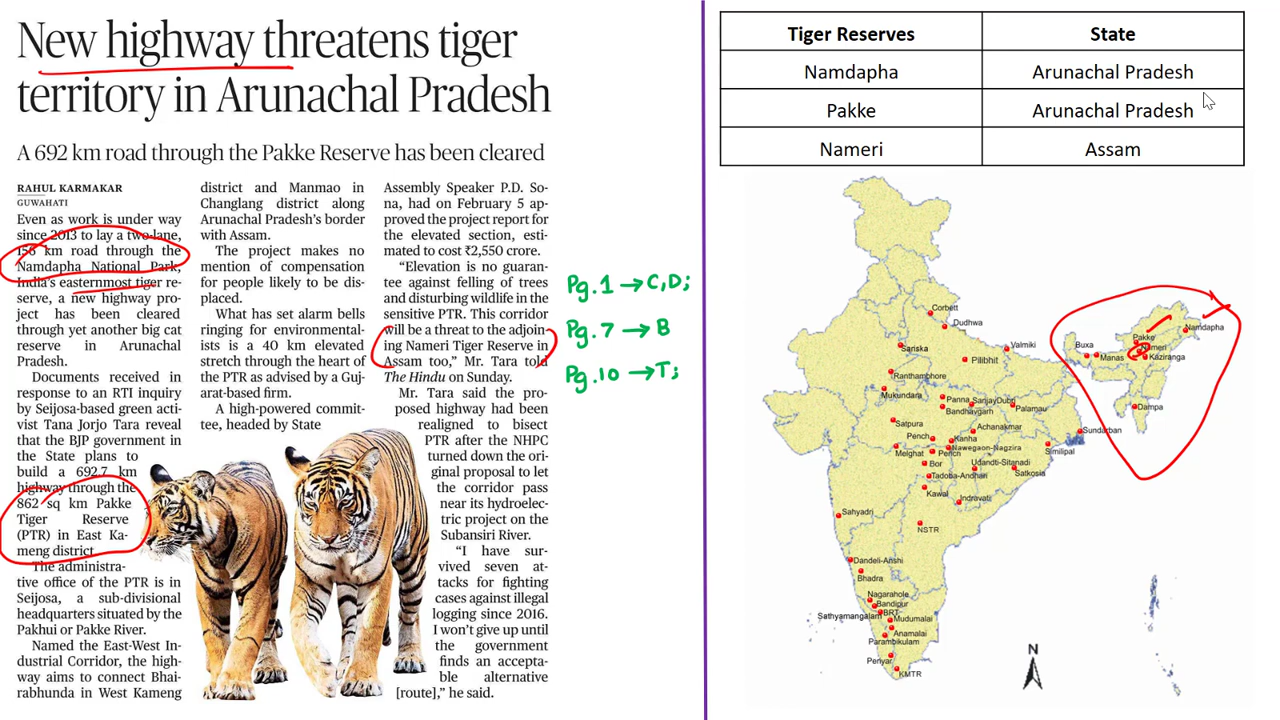 New highway threatens tiger
territory in Arunachal Pradesh
A 692 km road through the Pakke Reserve has been cleared
RAHUL KARMAKAR
GUWAHATI
Even as work is under way
since 2013 to lay a two-lane,
156 km road through the
Namdapha National Park,
India's easternmost tiger re-
serve, a new highway pro-
ject has been cleared
through yet another big cat
reserve in Arunachal
Pradesh.
Documents received in
response to an RTI inquiry
by Seijosa-based green acti-
vist Tana Jorjo Tara reveal
that the BJP government in
the State plans to
build a 692.7 km
highway through the
862 sq km Pakke
Tiger Reserve
(PTR) in East Ka-
meng district.
The administra-
tive office of the PTR is in
Seijosa, a sub-divisional
headquarters situated by the
Pakhui or Pakke River.
Named the East-West In-
dustrial Corridor, the high-
way aims to connect Bhai-
rabhunda in West Kameng
district and Manmao in
Changlang district along
Arunachal Pradesh's border
with Assam.
The project makes no
mention of compensation
for people likely to be dis-
placed.
What has set alarm bells
ringing for environmental-
ists is a 40 km elevated
stretch through the heart of
the PTR as advised by a Guj-
arat-based firm.
A high-powered commit-
tee, headed by State
Assembly Speaker P.D. So-
na, had on February 5 ap-
proved the project report for
the elevated section, esti-
mated to cost ₹2,550 crore.
"Elevation is no guaran-
tee against felling of trees
and disturbing wildlife in the
sensitive PTR. This corridor
will be a threat to the adjoin-
ing Nameri Tiger Reserve in
Assam too," Mr. Tara told
The Hindu on Sunday.
Mr. Tara said the pro-
posed highway had been
realigned to bisect
PTR after the NHPC
turned down the ori-
ginal proposal to let
the corridor pass
near its hydroelec-
tric project on the
Subansiri River.
"I have sur-
vived seven at-
tacks for fighting
cases against illegal
logging since 2016.
I won't give up until
the government
finds an accepta-
ble alternative
[route]," he said.
Pg.1 → C,D;
Pg.7 → B
Pg.10 → T;
Tiger Reserves State
Namdapha Arunachal Pradesh
Pakke Arunachal Pradesh
Nameri Assam
Corbett
Dudhwa
Namdapha
Pakke
Nameri
Buxa
Manas
Kaziranga
Sariska
Valmiki
Pilibhit
Ranthambhore
Mukundara
Panna
SanjayDubri
Bandhavgarh
Palamau
Dampa
Satpura
Achanakmar
Sundarban
Pench
Kanha
Nawegaon-Nagzira
Similipal
Melghat
Pench
Bor
Udanti-Sitanadi
Tadoba-Andhari
Satkosia
Kawal
Indravati
Sahyadri
NSTR
Dandeli-Anshi
Bhadra
Nagarahole
Bandipur
BRT
Sathyamangalam
Mudumalai
Anamalai
Parambikulam
Periyar
KMTR
N